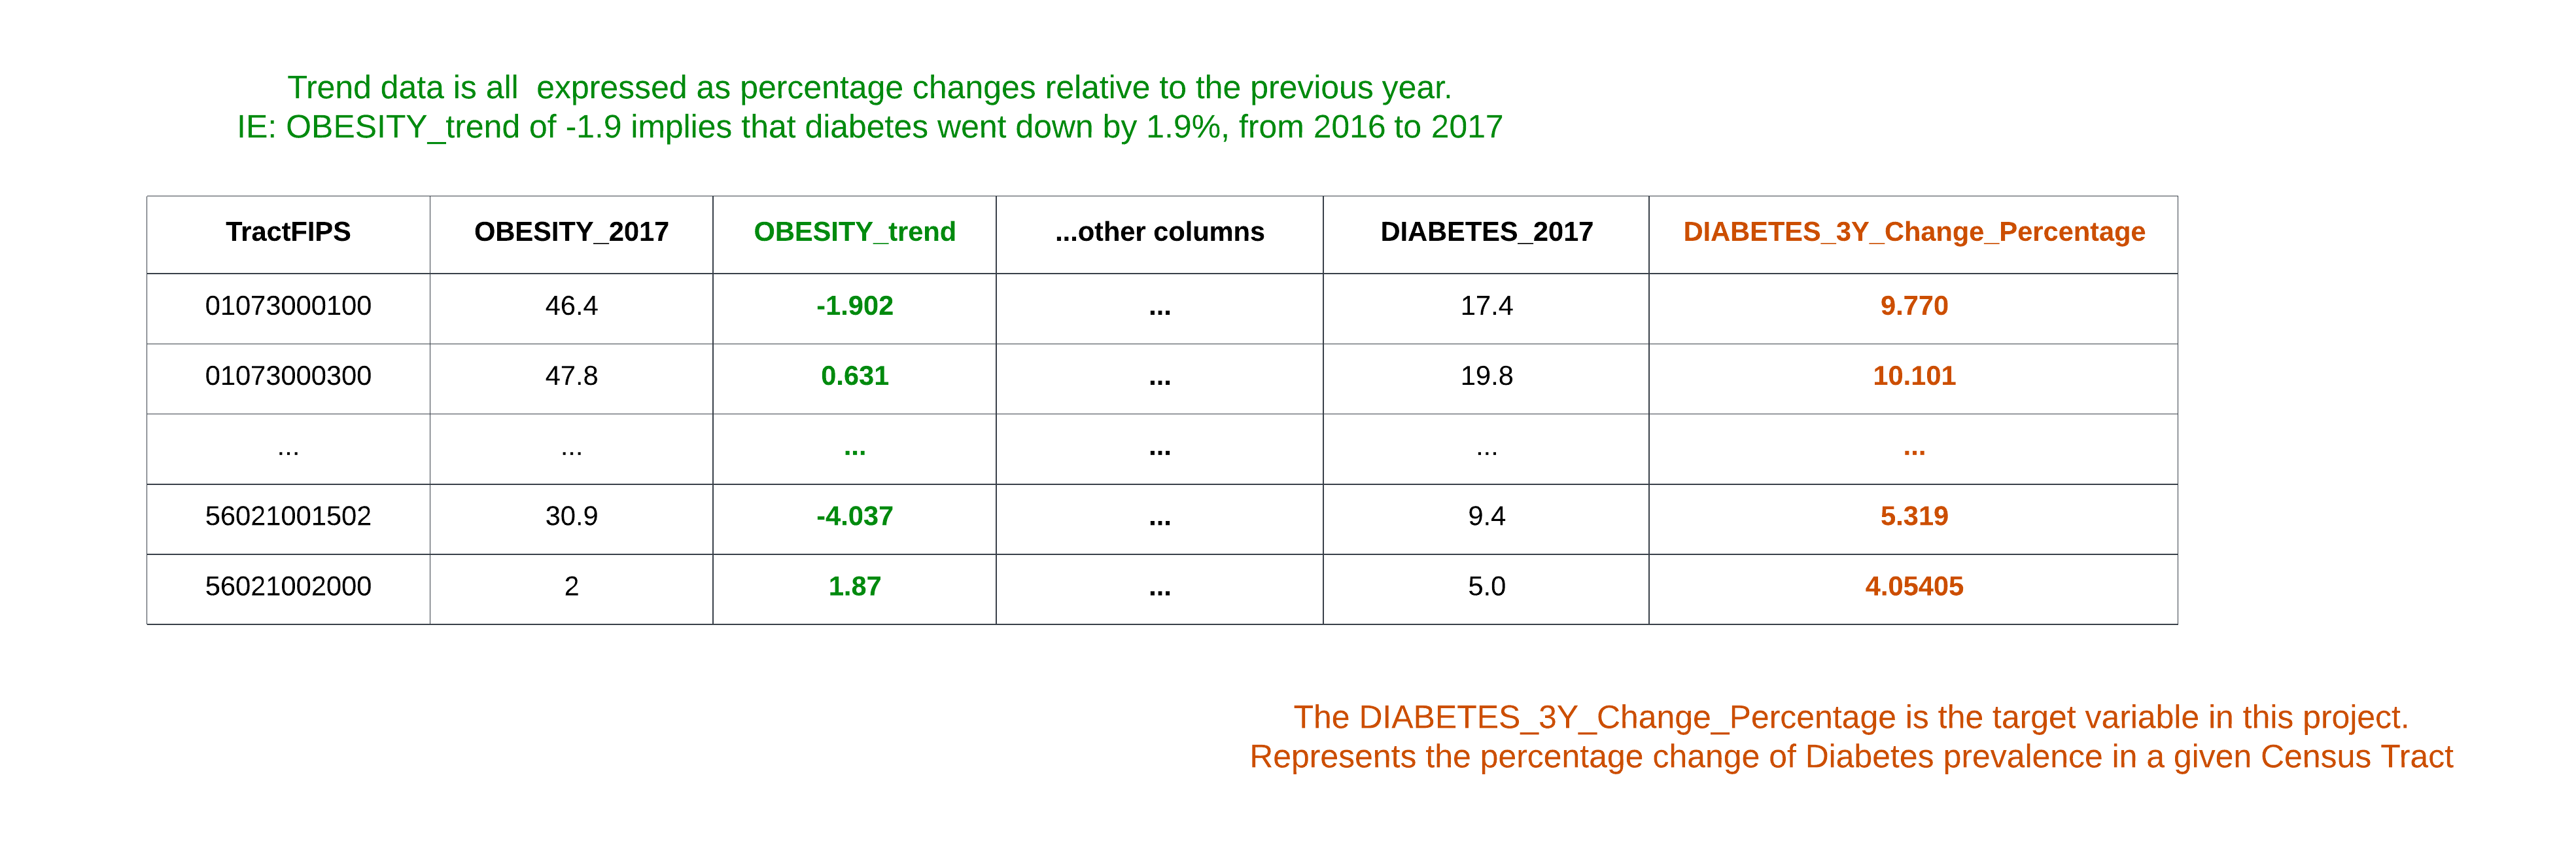 Trend data is all  expressed as percentage changes relative to the previous year.
IE: OBESITY_trend of -1.9 implies that diabetes went down by 1.9%, from 2016 to 2017
TractFIPS OBESITY_2017 OBESITY_trend ...other columns DIABETES_2017 DIABETES_3Y_Change_Percentage
01073000100 46.4 -1.902 ... 17.4 9.770
01073000300 47.8 0.631 ... 19.8 10.101
... ... ... ... ... ...
56021001502 30.9 -4.037 ... 9.4 5.319
56021002000 2 1.87 ... 5.0 4.05405
The DIABETES_3Y_Change_Percentage is the target variable in this project.
Represents the percentage change of Diabetes prevalence in a given Census Tract